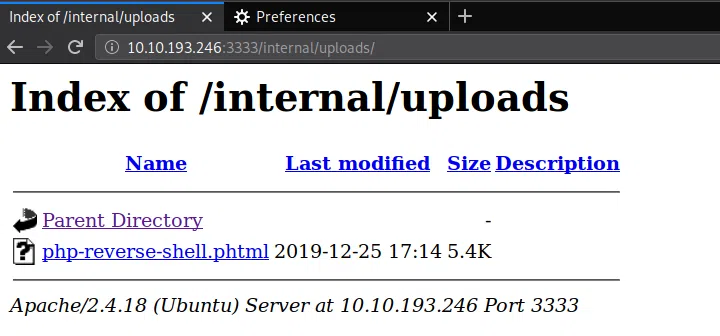 Index of /internal/uploads
Preferences
10.10.193.246:3333/internal/uploads/
Index of /internal/uploads
Name Last modified Size Description
Parent Directory -
php-reverse-shell.phtml 2019-12-25 17:14 5.4K
Apache/2.4.18 (Ubuntu) Server at 10.10.193.246 Port 3333